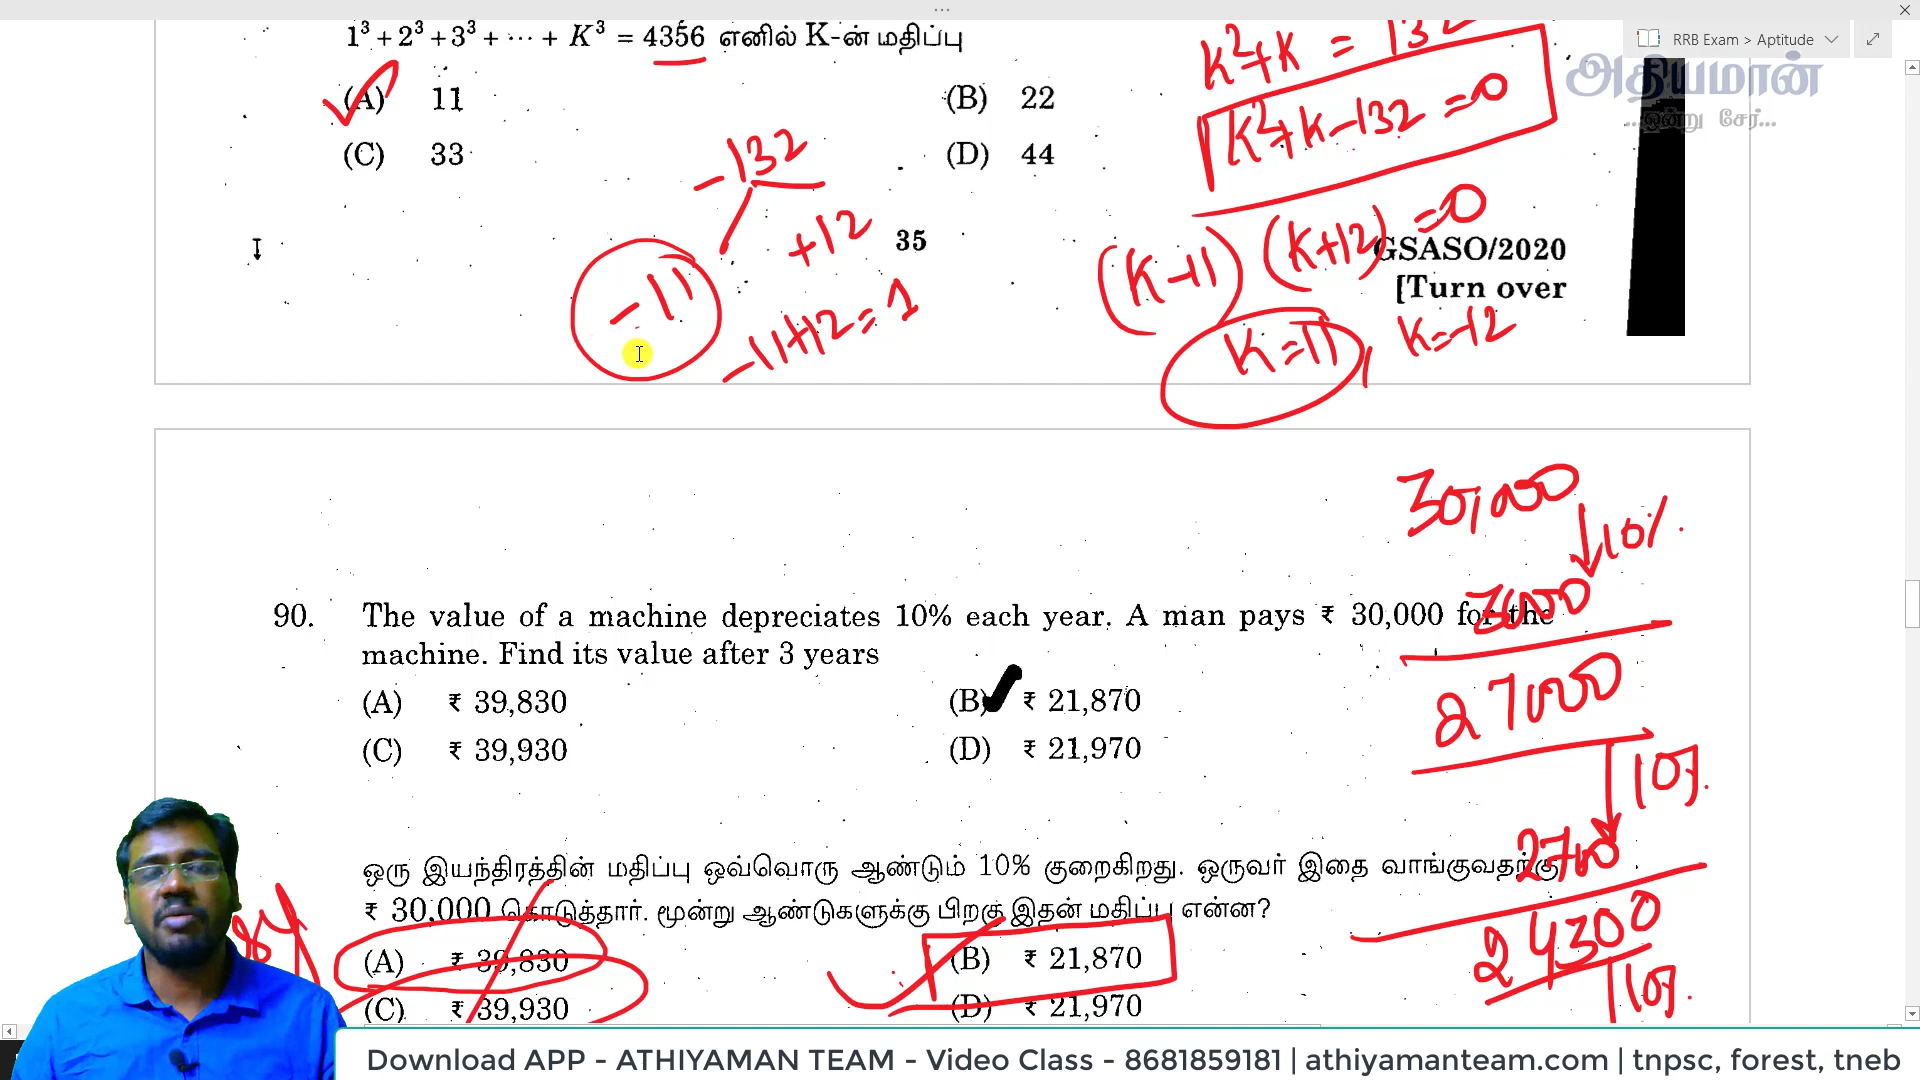 1³ + 2³ + 3³ + ··· + K³ = 4356 எனில் K-ன் மதிப்பு
K²+K = 132
RRB Exam > Aptitude
அதியமான்
...ஒன்று சேர்...
(A) 11 (B) 22
(C) 33 (D) 44
K²+K-132 =0
-132
-11 +12
-11+12=1
(K-11) (K+12) =0
K=11, K=-12
35
GSASO/2020
[Turn over
30,000
10%
3000
90. The value of a machine depreciates 10% each year. A man pays ₹ 30,000 for the
machine. Find its value after 3 years
(A) ₹ 39,830 (B) ₹ 21,870
(C) ₹ 39,930 (D) ₹ 21,970
27000
10%
2700
ஒரு இயந்திரத்தின் மதிப்பு ஒவ்வொரு ஆண்டும் 10% குறைகிறது. ஒருவர் இதை வாங்குவதற்கு
₹ 30,000 கொடுத்தார். மூன்று ஆண்டுகளுக்கு பிறகு இதன் மதிப்பு என்ன?
24300
10%
(A) ₹ 39,830 (B) ₹ 21,870
(C) ₹ 39,930 (D) ₹ 21,970
Download APP - ATHIYAMAN TEAM - Video Class - 8681859181 | athiyamanteam.com | tnpsc, forest, tneb